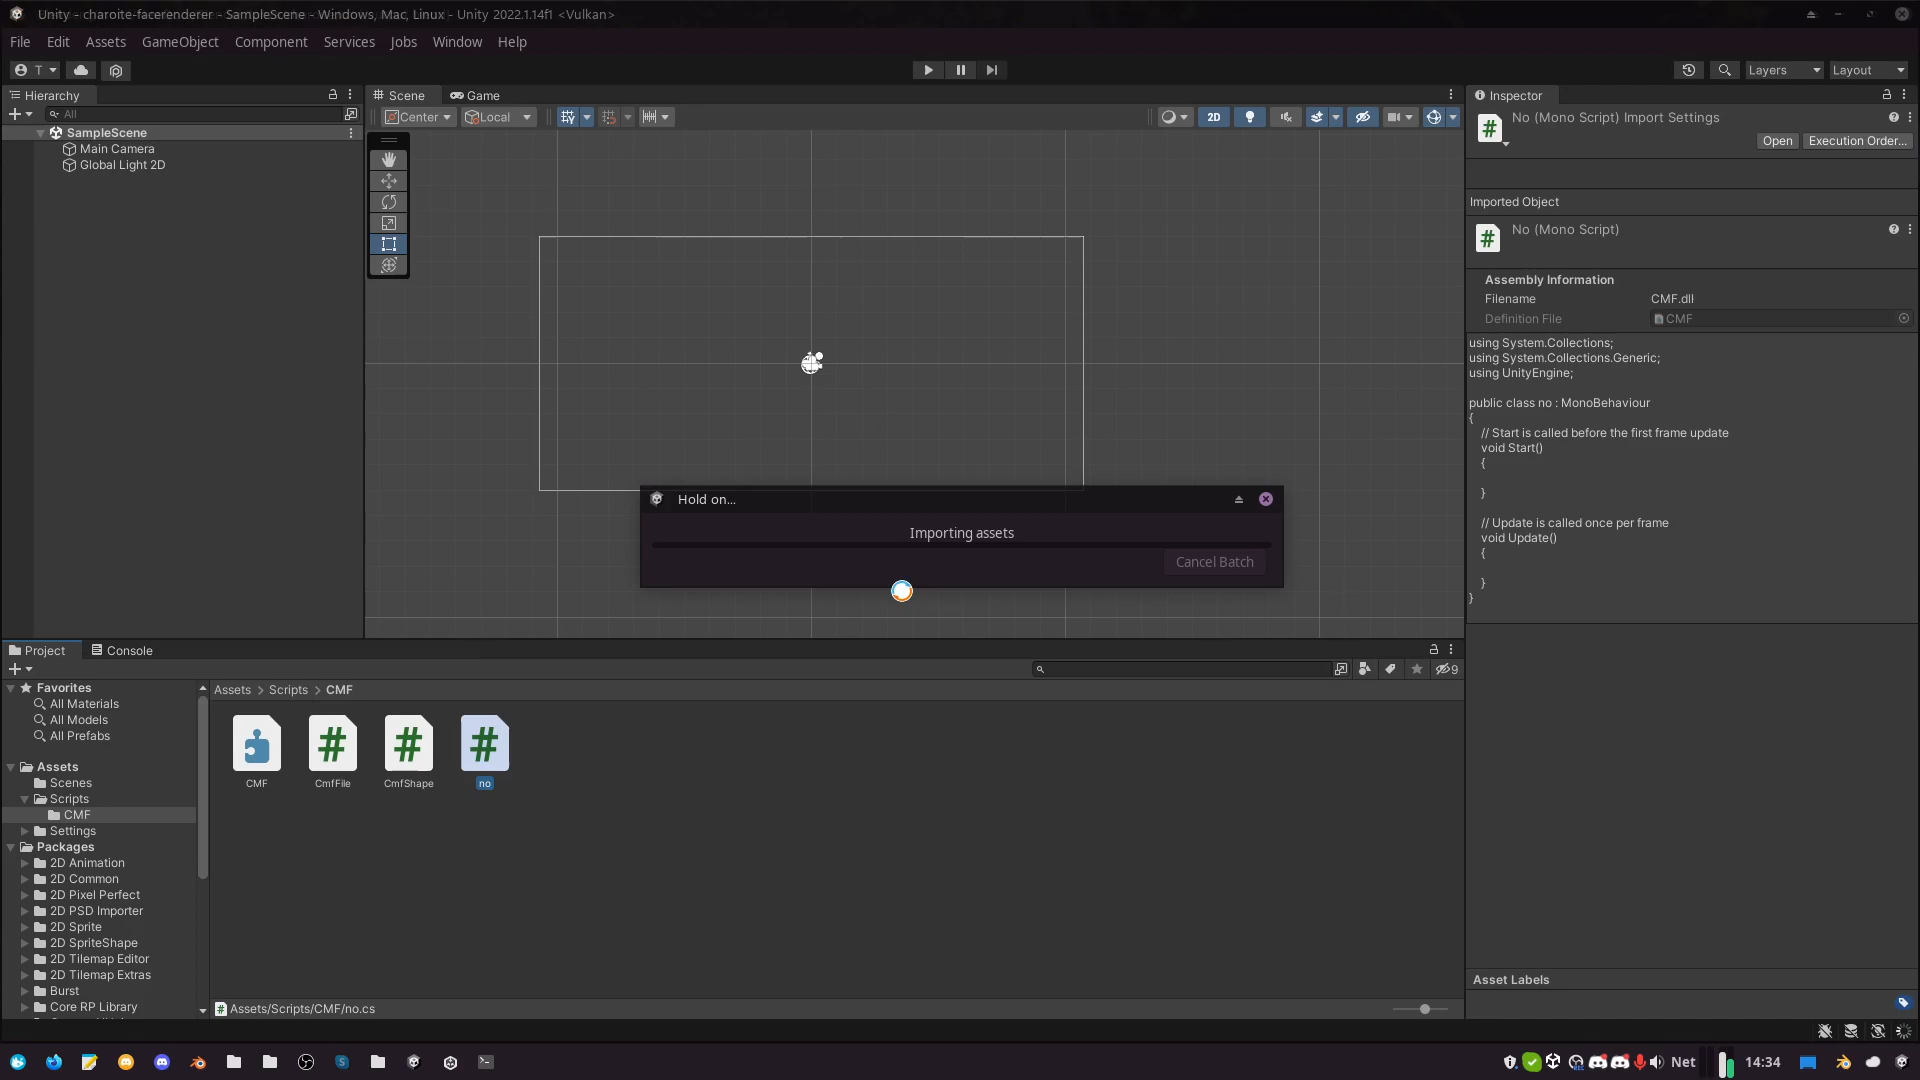 Unity - charoite-facerenderer - SampleScene - Windows, Mac, Linux - Unity 2022.1.14f1 <Vulkan>
File Edit Assets GameObject Component Services Jobs Window Help
T
Layers
Layout
Hierarchy
All
SampleScene
Main Camera
Global Light 2D
Scene
Game
Center
Local
2D
Inspector
No (Mono Script) Import Settings
Open
Execution Order...
Imported Object
No (Mono Script)
Assembly Information
Filename CMF.dll
Definition File CMF
using System.Collections;
using System.Collections.Generic;
using UnityEngine;
public class no : MonoBehaviour
{
// Start is called before the first frame update
void Start()
{
}
// Update is called once per frame
void Update()
{
}
}
Asset Labels
Hold on...
Importing assets
Cancel Batch
Project
Console
9
Favorites
All Materials
All Models
All Prefabs
Assets
Scenes
Scripts
CMF
Settings
Packages
2D Animation
2D Common
2D Pixel Perfect
2D PSD Importer
2D Sprite
2D SpriteShape
2D Tilemap Editor
2D Tilemap Extras
Burst
Core RP Library
Assets > Scripts > CMF
CMF
CmfFile
CmfShape
no
Assets/Scripts/CMF/no.cs
Net
14:34